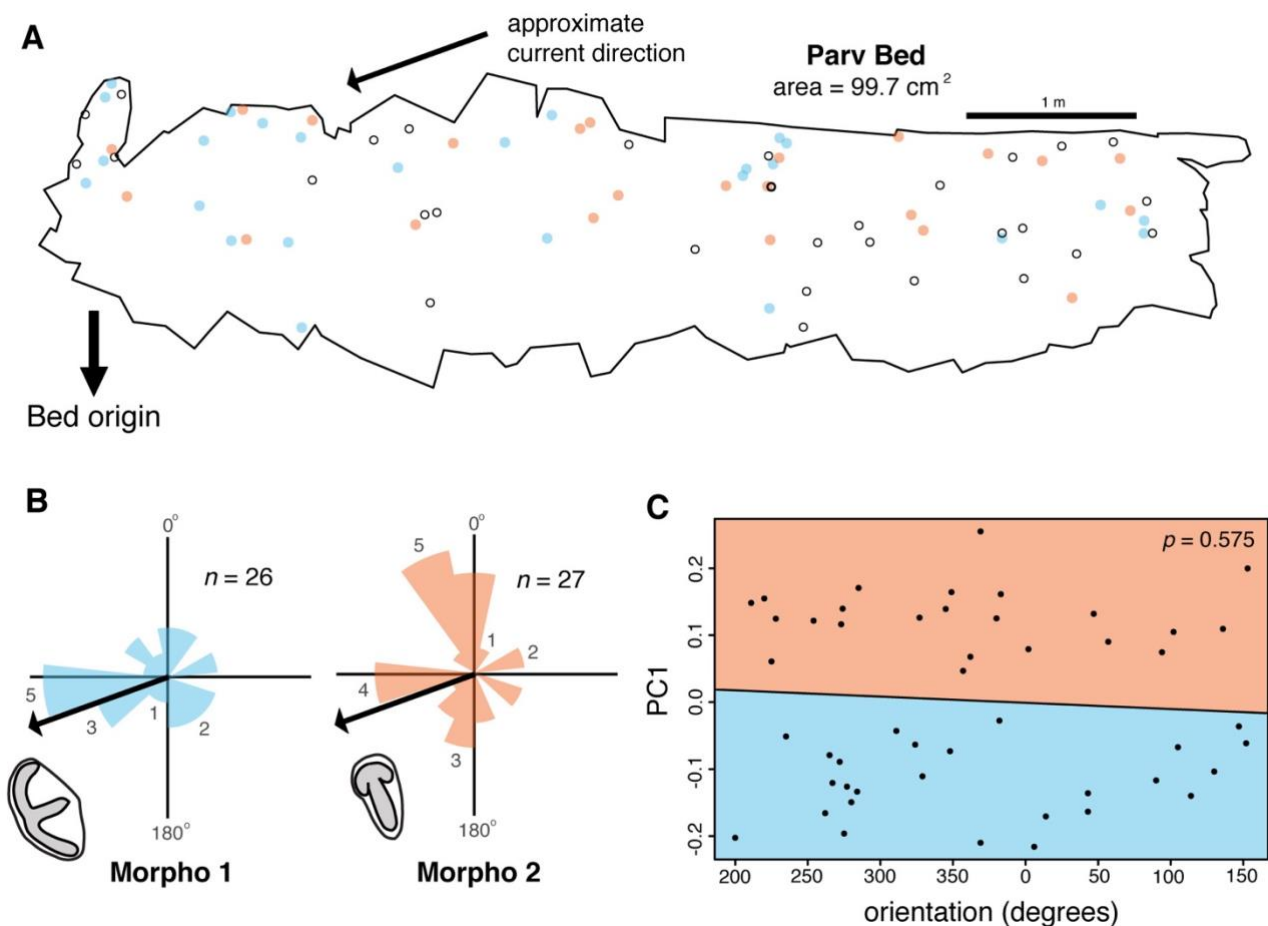 A
approximate
current direction
Parv Bed
area = 99.7 cm²
1 m
Bed origin
B
0°
n = 26
5
3
1
2
180°
Morpho 1
0°
5
n = 27
1
2
4
3
180°
Morpho 2
C
p = 0.575
PC1
0.2
0.1
0.0
-0.1
-0.2
200 250 300 350 0 50 100 150
orientation (degrees)